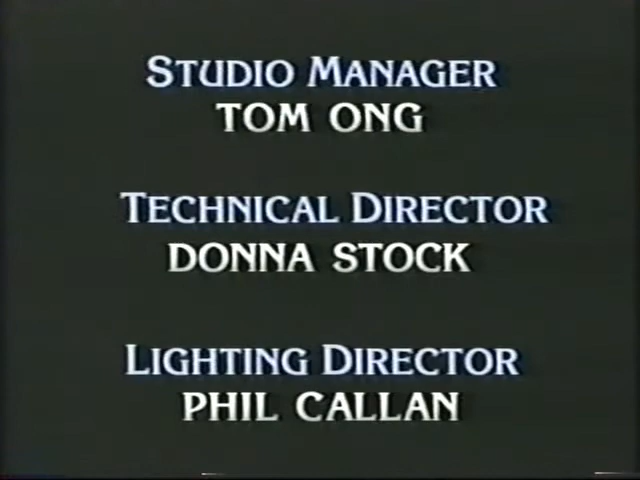 STUDIO MANAGER
TOM ONG
TECHNICAL DIRECTOR
DONNA STOCK
LIGHTING DIRECTOR
PHIL CALLAN